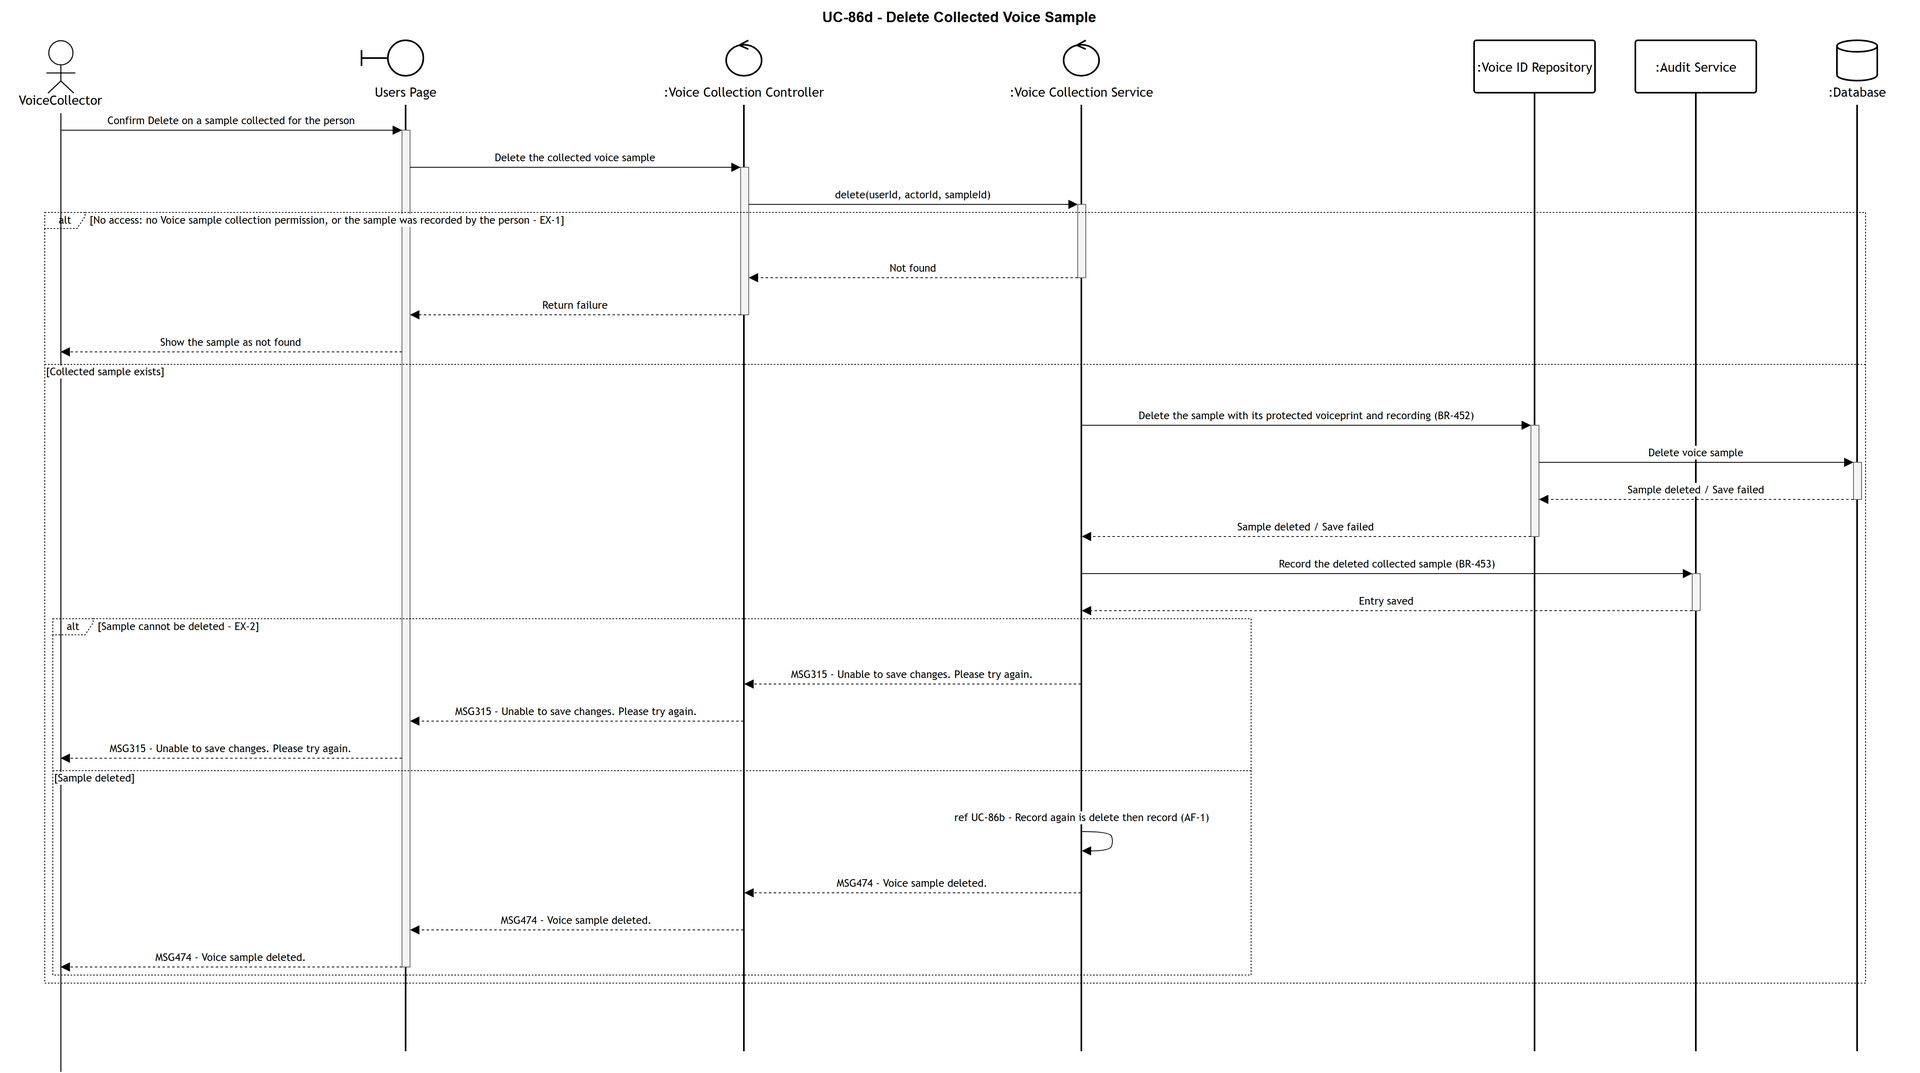 UC-86d - Delete Collected Voice Sample
VoiceCollector
Users Page
:Voice Collection Controller
:Voice Collection Service
:Voice ID Repository
:Audit Service
:Database
Confirm Delete on a sample collected for the person
Delete the collected voice sample
delete(userId, actorId, sampleId)
alt
[No access: no Voice sample collection permission, or the sample was recorded by the person - EX-1]
Not found
Return failure
Show the sample as not found
[Collected sample exists]
Delete the sample with its protected voiceprint and recording (BR-452)
Delete voice sample
Sample deleted / Save failed
Sample deleted / Save failed
Record the deleted collected sample (BR-453)
Entry saved
alt
[Sample cannot be deleted - EX-2]
MSG315 - Unable to save changes. Please try again.
MSG315 - Unable to save changes. Please try again.
MSG315 - Unable to save changes. Please try again.
[Sample deleted]
ref UC-86b - Record again is delete then record (AF-1)
MSG474 - Voice sample deleted.
MSG474 - Voice sample deleted.
MSG474 - Voice sample deleted.